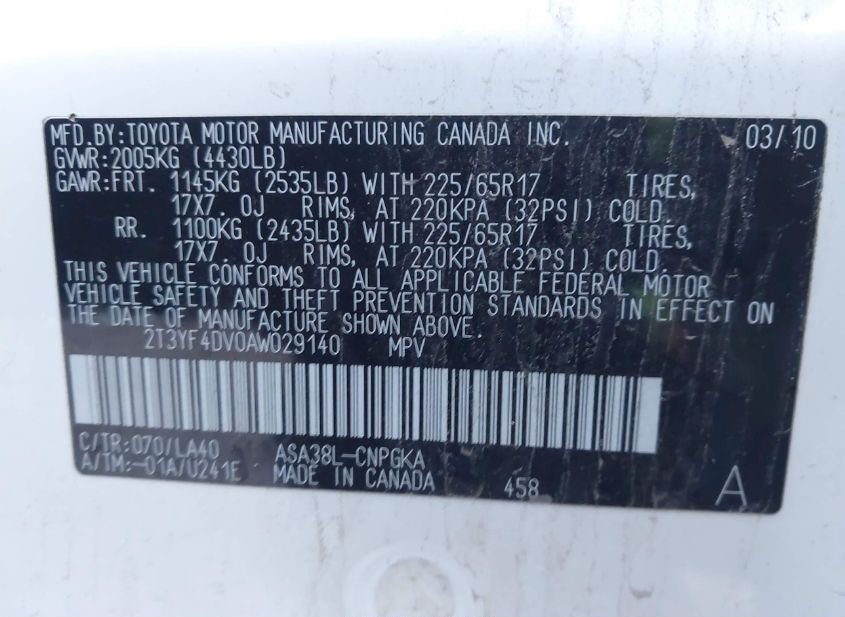 MFD.BY:TOYOTA MOTOR MANUFACTURING CANADA INC. 03/10
GVWR:2005KG (4430LB)
GAWR:FRT. 1145KG (2535LB) WITH 225/65R17 TIRES,
17X7.0J RIMS, AT 220KPA (32PSI) COLD.
RR. 1100KG (2435LB) WITH 225/65R17 TIRES,
17X7.0J RIMS, AT 220KPA (32PSI) COLD.
THIS VEHICLE CONFORMS TO ALL APPLICABLE FEDERAL MOTOR
VEHICLE SAFETY AND THEFT PREVENTION STANDARDS IN EFFECT ON
THE DATE OF MANUFACTURE SHOWN ABOVE.
2T3YF4DV0AW029140 MPV
C/TR:070/LA40 ASA38L-CNPGKA
A/TM:-01A/U241E MADE IN CANADA 458 A